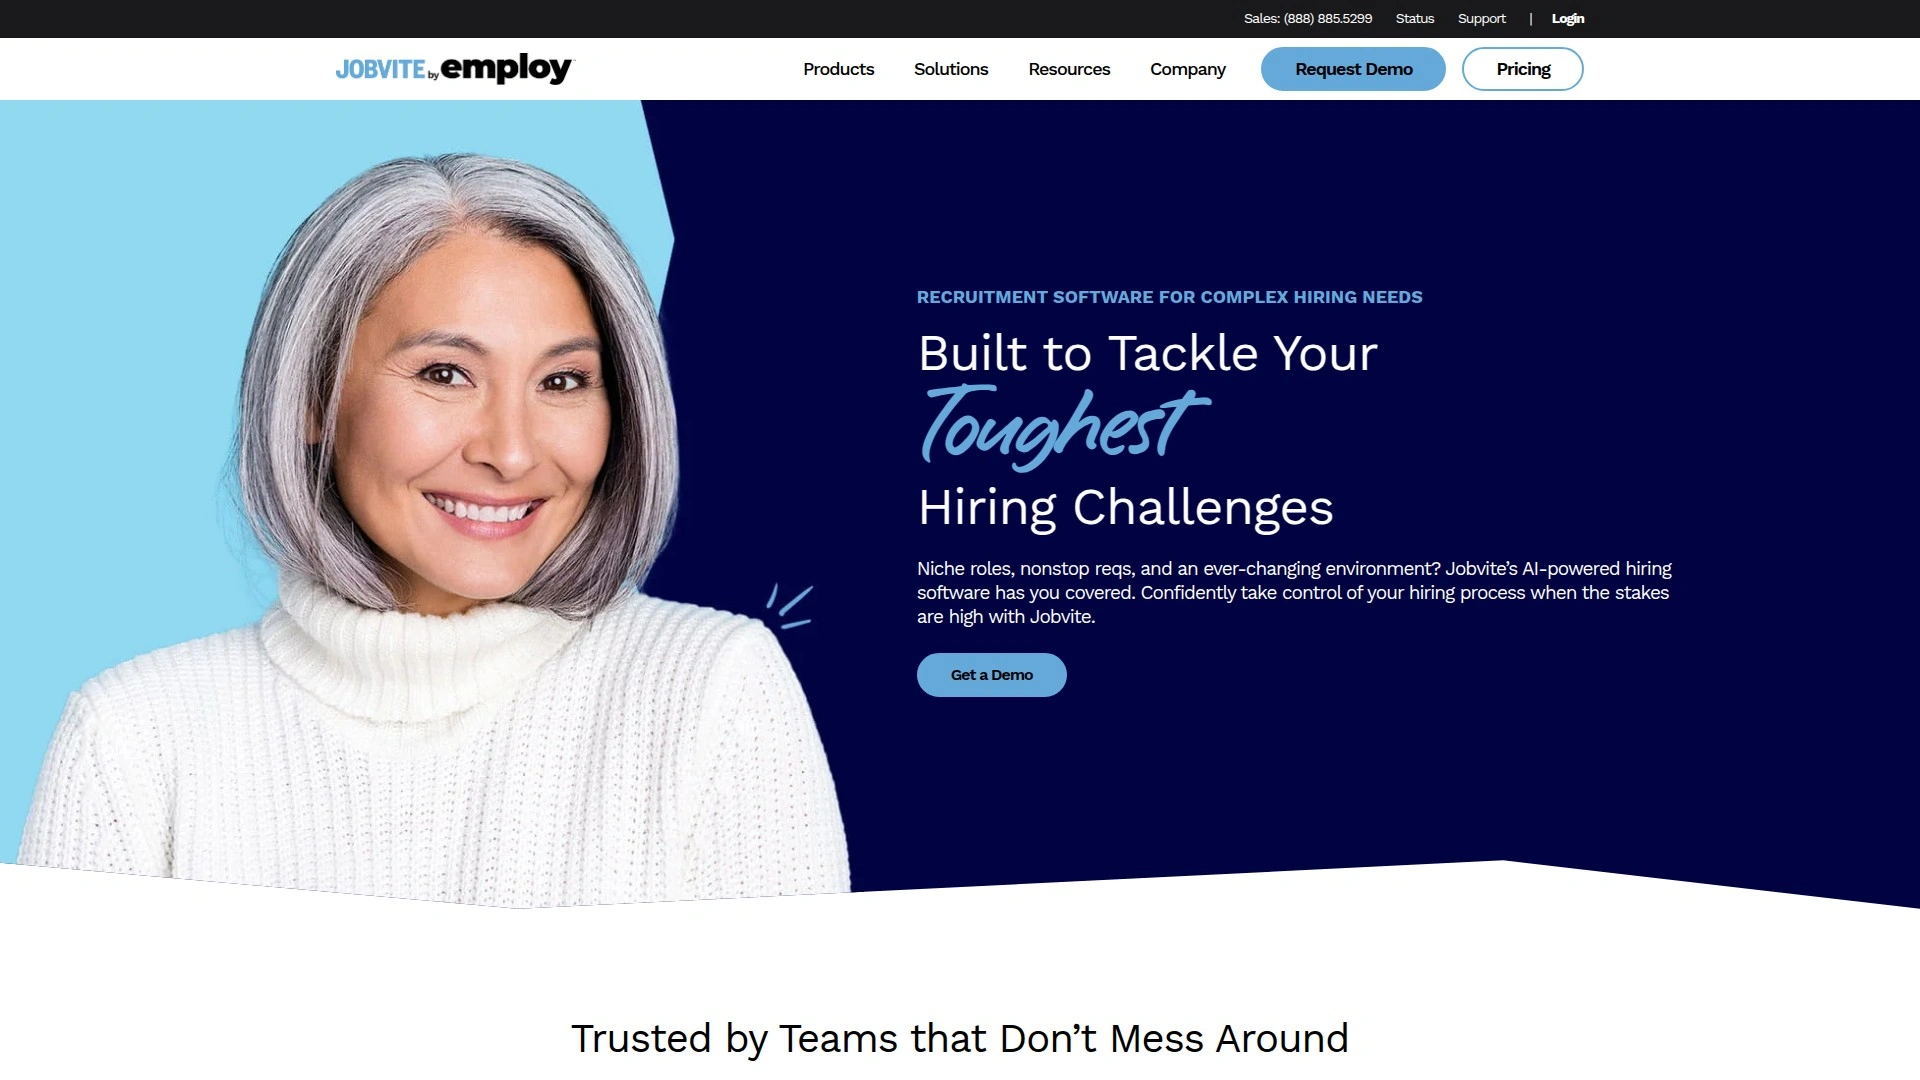 Sales: (888) 885.5299 Status Support | Login
JOBVITE by employ Products Solutions Resources Company Request Demo Pricing
RECRUITMENT SOFTWARE FOR COMPLEX HIRING NEEDS
Built to Tackle Your
Toughest
Hiring Challenges
Niche roles, nonstop reqs, and an ever-changing environment? Jobvite’s AI-powered hiring
software has you covered. Confidently take control of your hiring process when the stakes
are high with Jobvite.
Get a Demo
Trusted by Teams that Don’t Mess Around